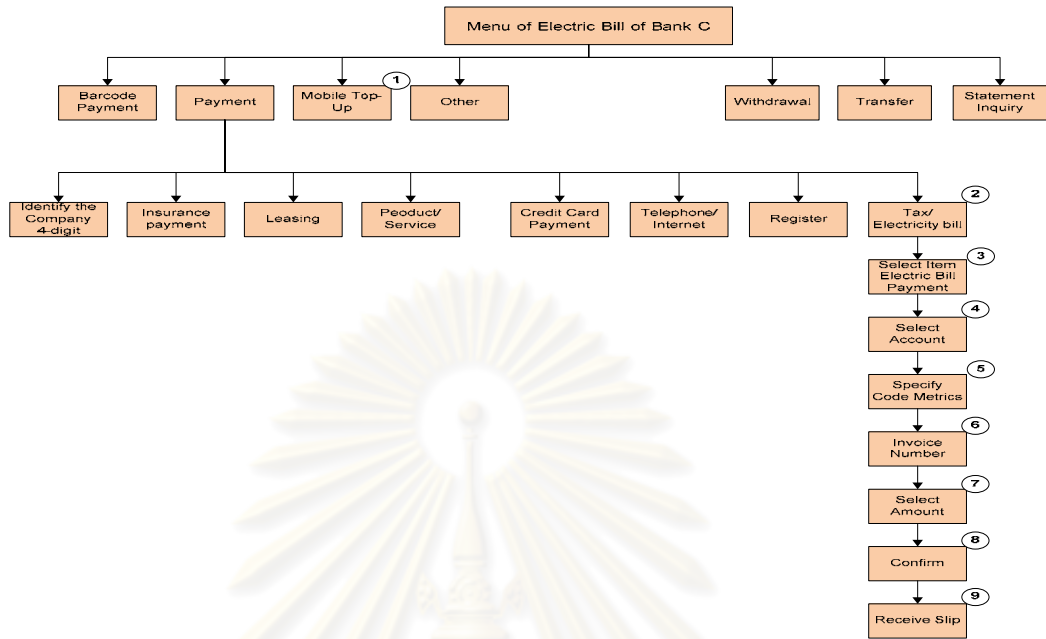 Menu of Electric Bill of Bank C
Barcode
Payment
Payment
1
Mobile Top-
Up
Other
Withdrawal
Transfer
Statement
Inquiry
Identify the
Company
4-digit
Insurance
payment
Leasing
Peoduct/
Service
Credit Card
Payment
Telephone/
Internet
Register
2
Tax/
Electricity bill
3
Select Item
Electric Bill
Payment
4
Select
Account
5
Specify
Code Metrics
6
Invoice
Number
7
Select
Amount
8
Confirm
9
Receive Slip